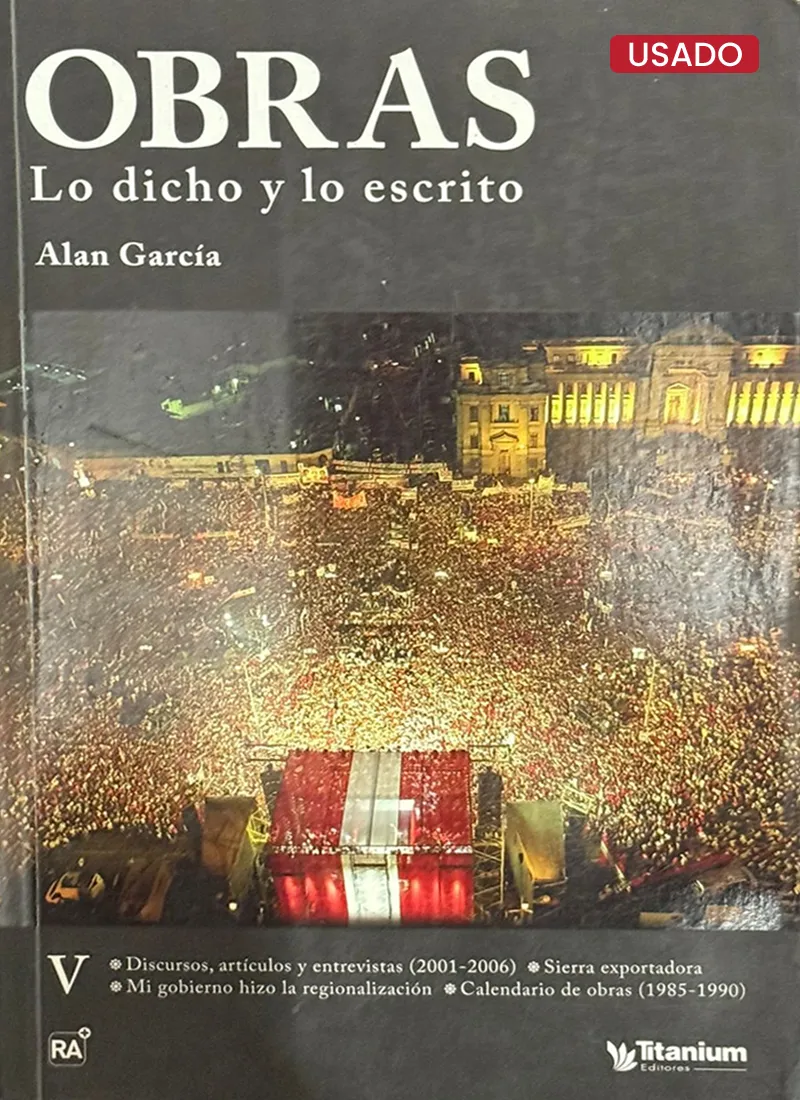 USADO
OBRAS
Lo dicho y lo escrito
Alan García
V
❋ Discursos, artículos y entrevistas (2001-2006) ❋ Sierra exportadora
❋ Mi gobierno hizo la regionalización ❋ Calendario de obras (1985-1990)
RA+
Titanium
Editores